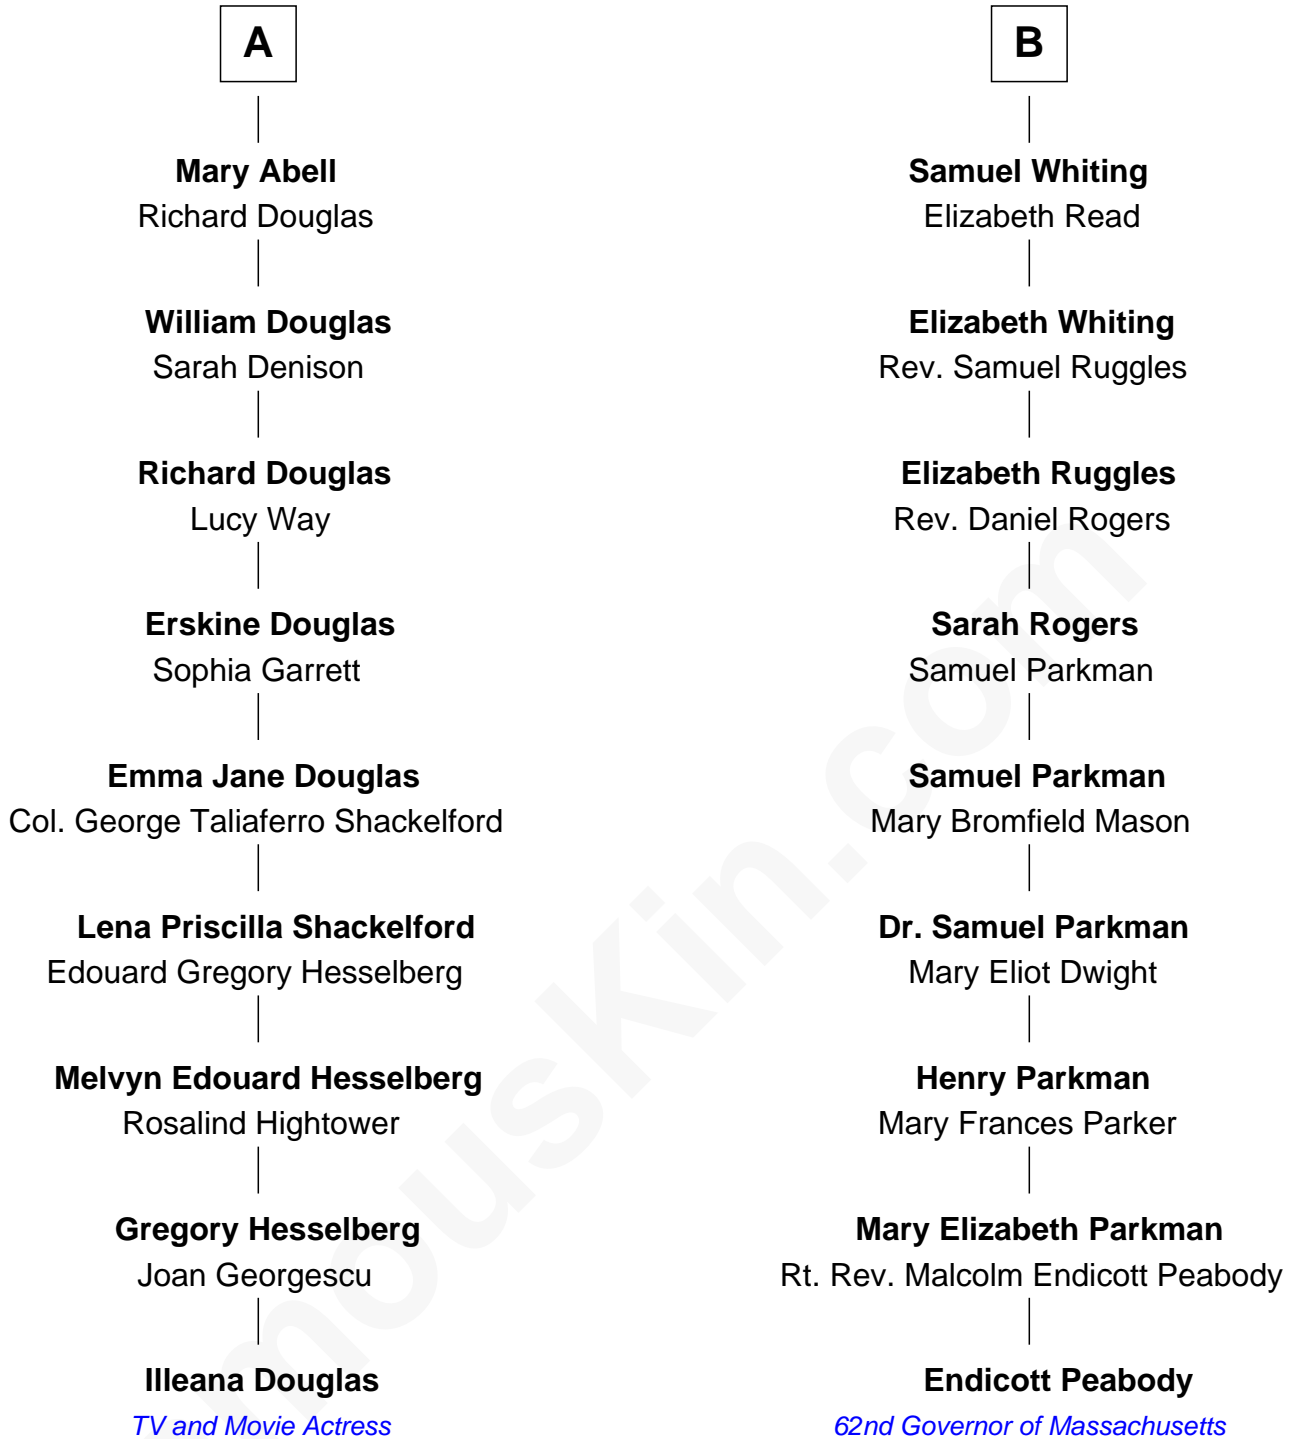 A
Mary Abell
Richard Douglas
William Douglas
Sarah Denison
Richard Douglas
Lucy Way
Erskine Douglas
Sophia Garrett
Emma Jane Douglas
Col. George Taliaferro Shackelford
Lena Priscilla Shackelford
Edouard Gregory Hesselberg
Melvyn Edouard Hesselberg
Rosalind Hightower
Gregory Hesselberg
Joan Georgescu
Illeana Douglas
TV and Movie Actress
B
Samuel Whiting
Elizabeth Read
Elizabeth Whiting
Rev. Samuel Ruggles
Elizabeth Ruggles
Rev. Daniel Rogers
Sarah Rogers
Samuel Parkman
Samuel Parkman
Mary Bromfield Mason
Dr. Samuel Parkman
Mary Eliot Dwight
Henry Parkman
Mary Frances Parker
Mary Elizabeth Parkman
Rt. Rev. Malcolm Endicott Peabody
Endicott Peabody
62nd Governor of Massachusetts
mousKin.com